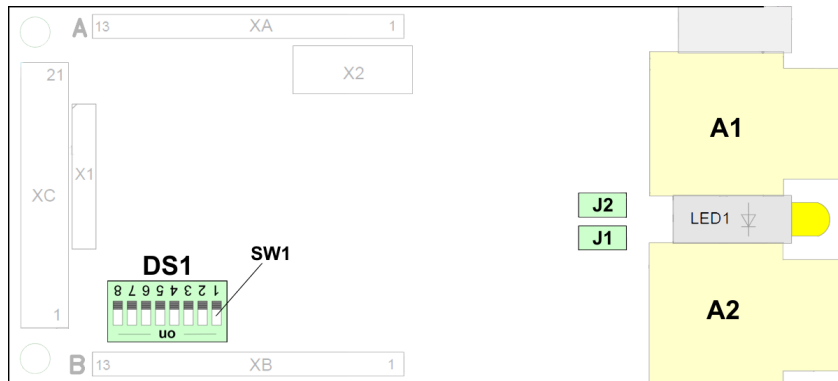 A 13 XA 1
X2
21
XC
X1
1
DS1
SW1
8 7 6 5 4 3 2 1
on
B 13 XB 1
J2
J1
A1
LED1
A2